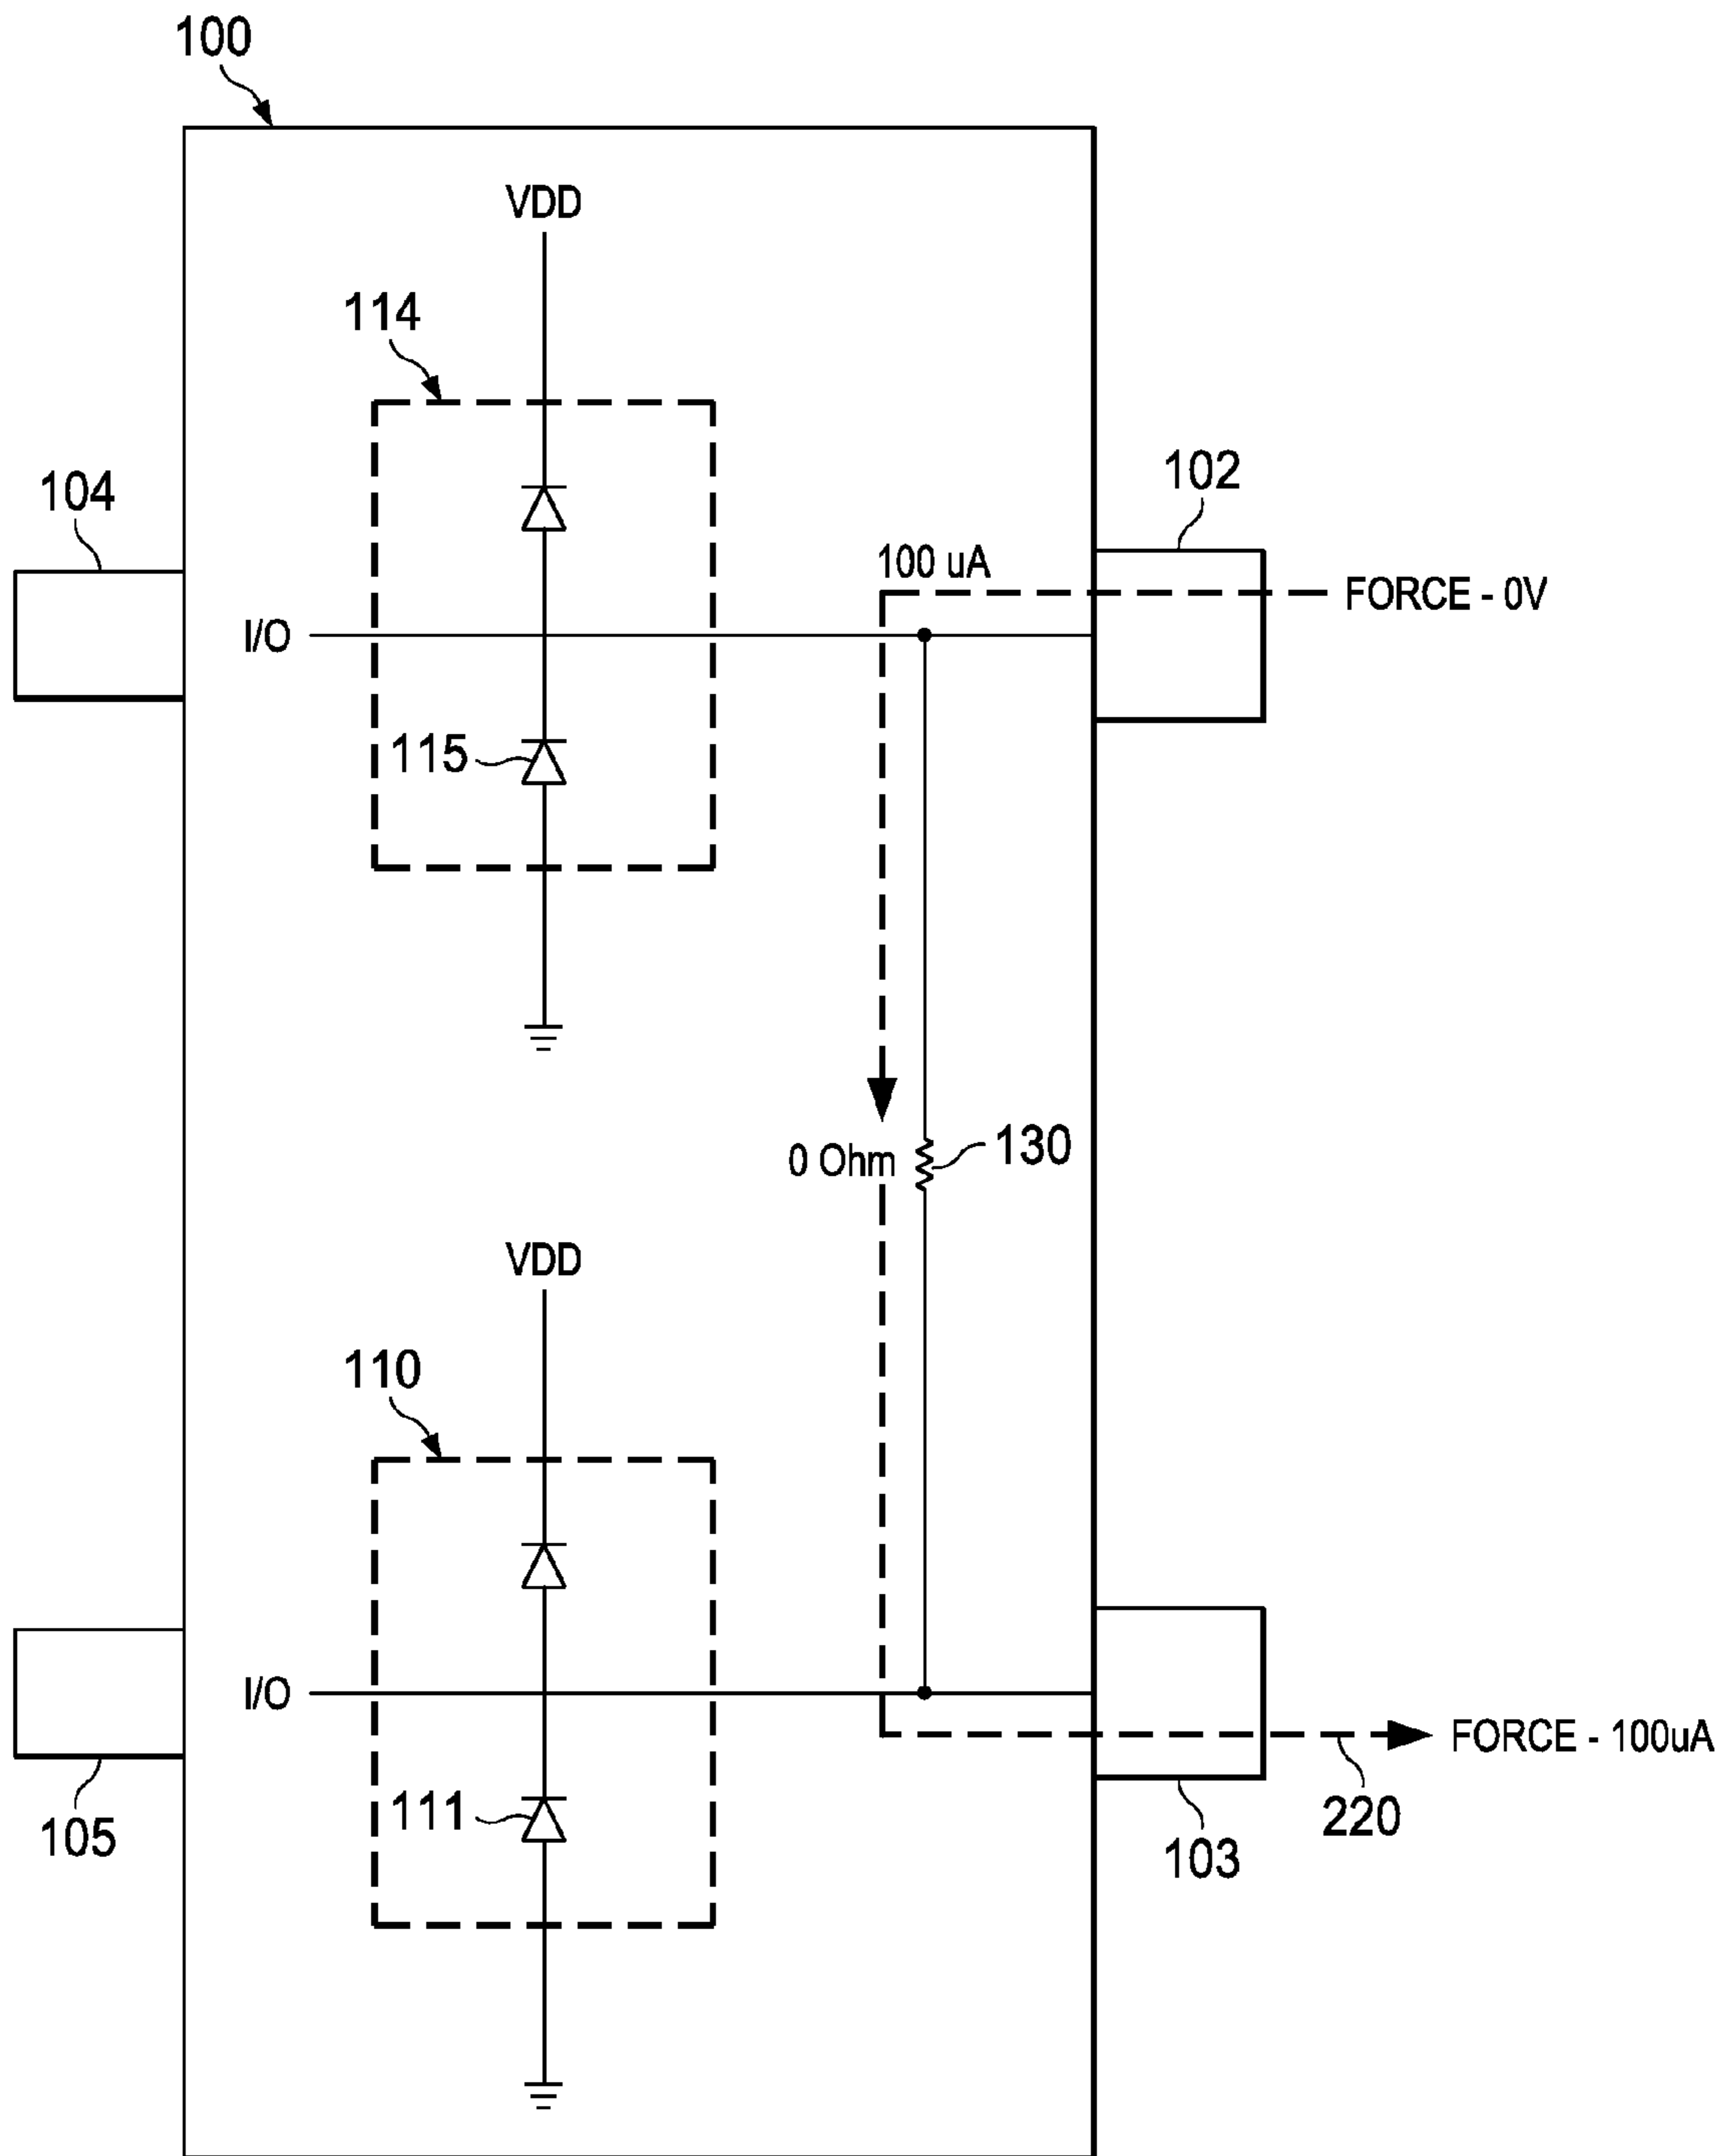 100
VDD
114
104
102
100 uA
FORCE - 0V
I/O
115
0 Ohm
130
VDD
110
I/O
FORCE - 100uA
111
220
105
103